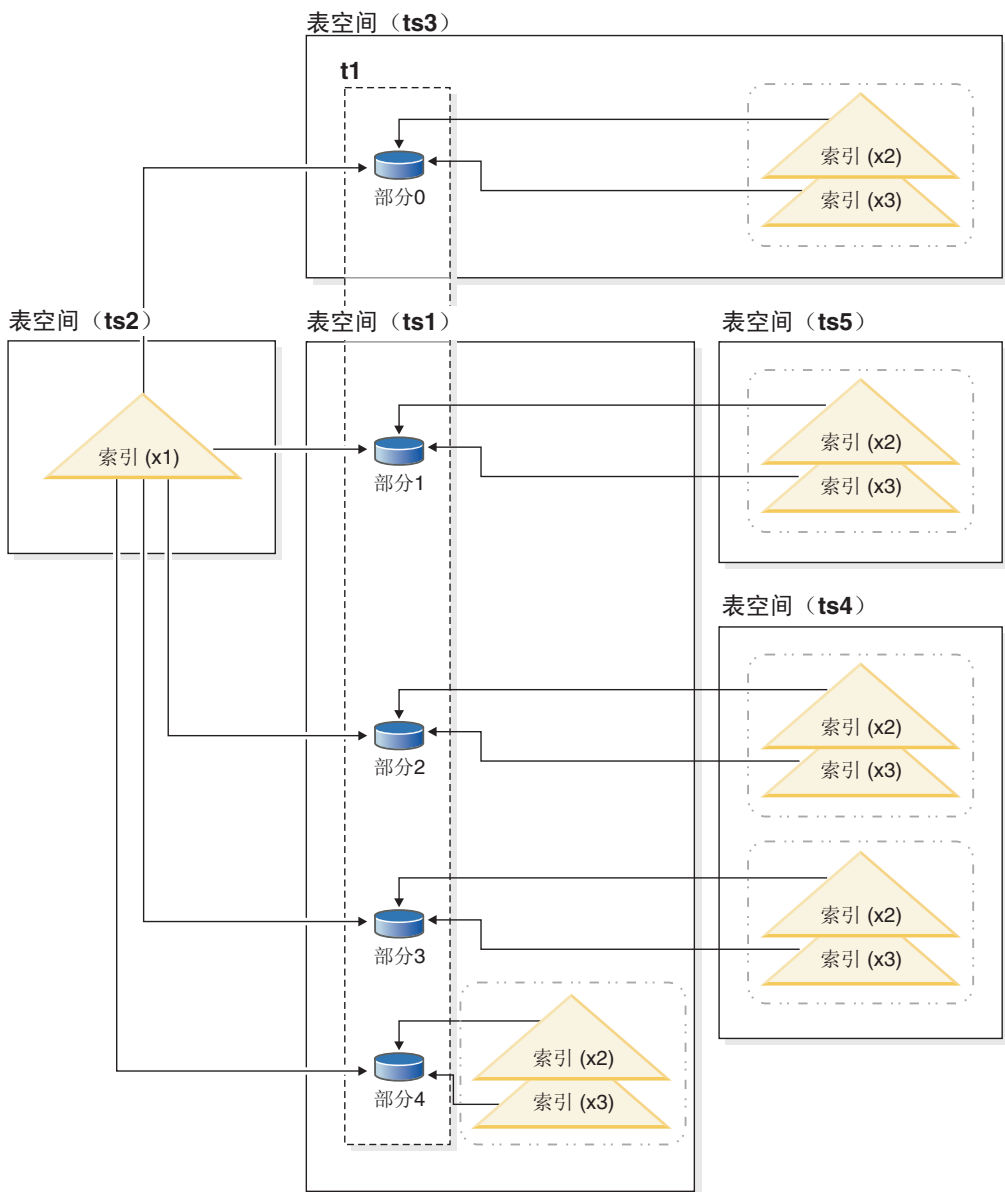 表空间（ts3）
t1
部分0
索引 (x2)
索引 (x3)
表空间（ts2）
索引 (x1)
表空间（ts1）
部分1
表空间（ts5）
索引 (x2)
索引 (x3)
表空间（ts4）
部分2
索引 (x2)
索引 (x3)
部分3
索引 (x2)
索引 (x3)
部分4
索引 (x2)
索引 (x3)